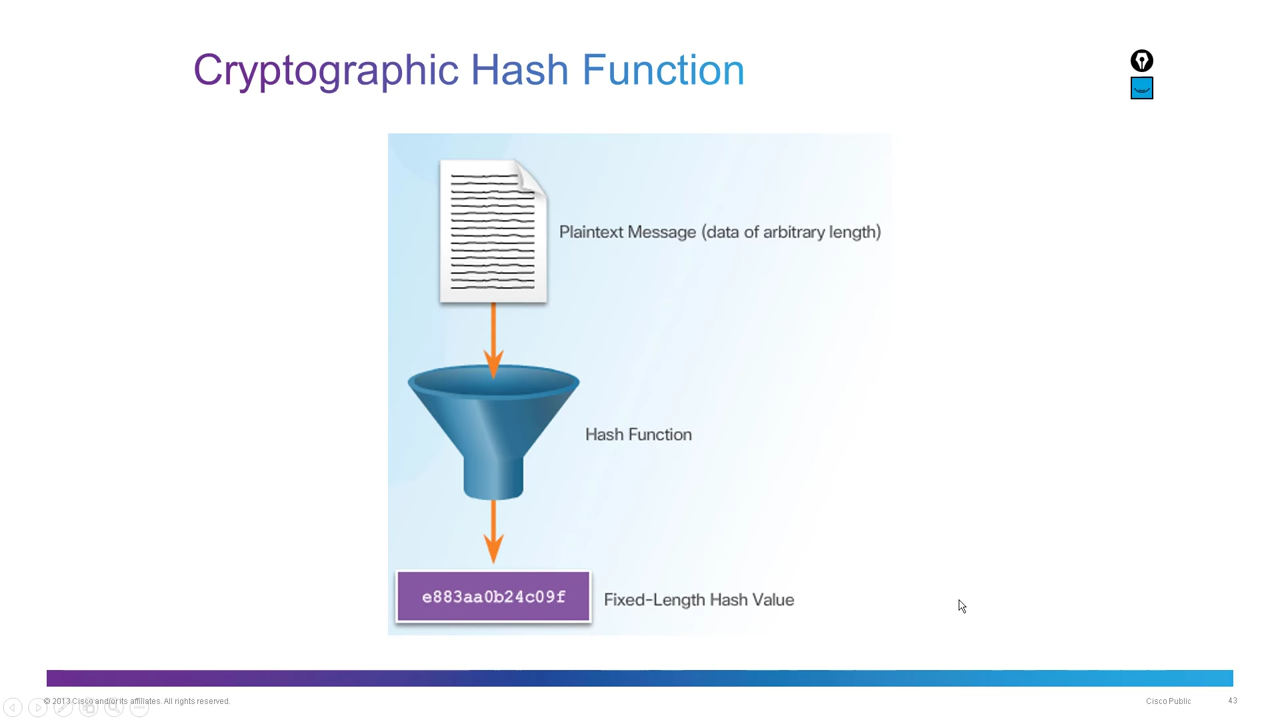 Cryptographic Hash Function
Plaintext Message (data of arbitrary length)
Hash Function
e883aa0b24c09f
Fixed-Length Hash Value
© 2013 Cisco and/or its affiliates. All rights reserved.
Cisco Public
43